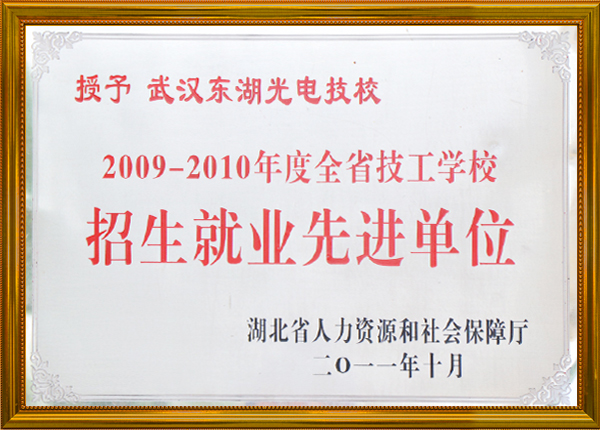 授予 武汉东湖光电技校
2009-2010年度全省技工学校
招生就业先进单位
湖北省人力资源和社会保障厅
二O一一年十月